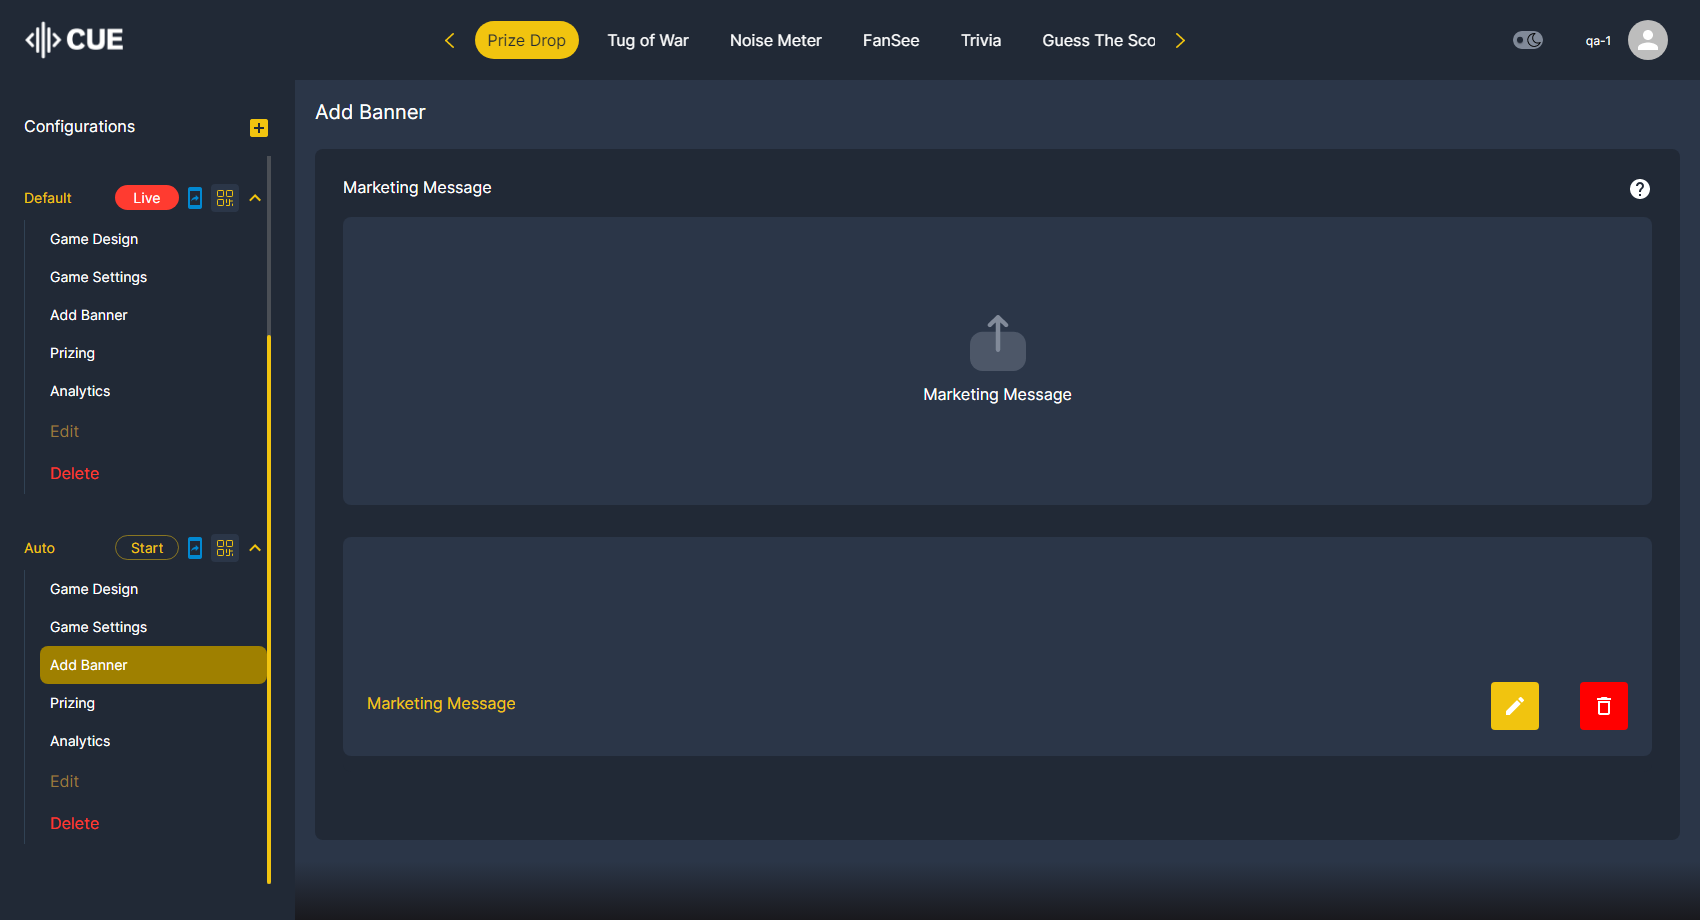 CUE
Prize Drop
Tug of War
Noise Meter
FanSee
Trivia
Guess The Sco
qa-1
Configurations
Default
Live
Game Design
Game Settings
Add Banner
Prizing
Analytics
Edit
Delete
Auto
Start
Game Design
Game Settings
Add Banner
Prizing
Analytics
Edit
Delete
Add Banner
Marketing Message
?
Marketing Message
Marketing Message